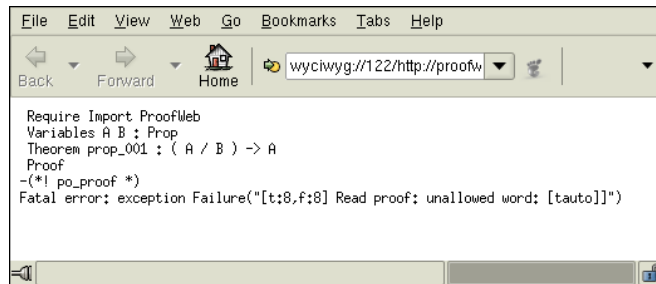 File Edit View Web Go Bookmarks Tabs Help
Back Forward Home wyciwyg://122/http://proofw
Require Import ProofWeb
Variables A B : Prop
Theorem prop_001 : ( A / B ) -> A
Proof
-(*! po_proof *)
Fatal error: exception Failure("[t:8,f:8] Read proof: unallowed word: [tauto]]")